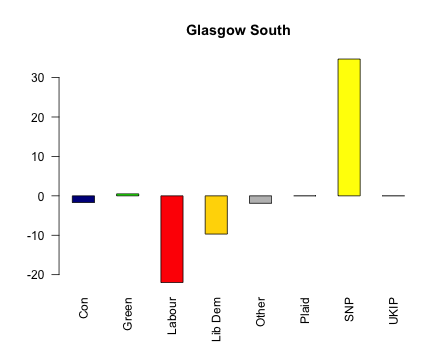 Glasgow South
30
20
10
0
-10
-20
Con
Green
Labour
Lib Dem
Other
Plaid
SNP
UKIP